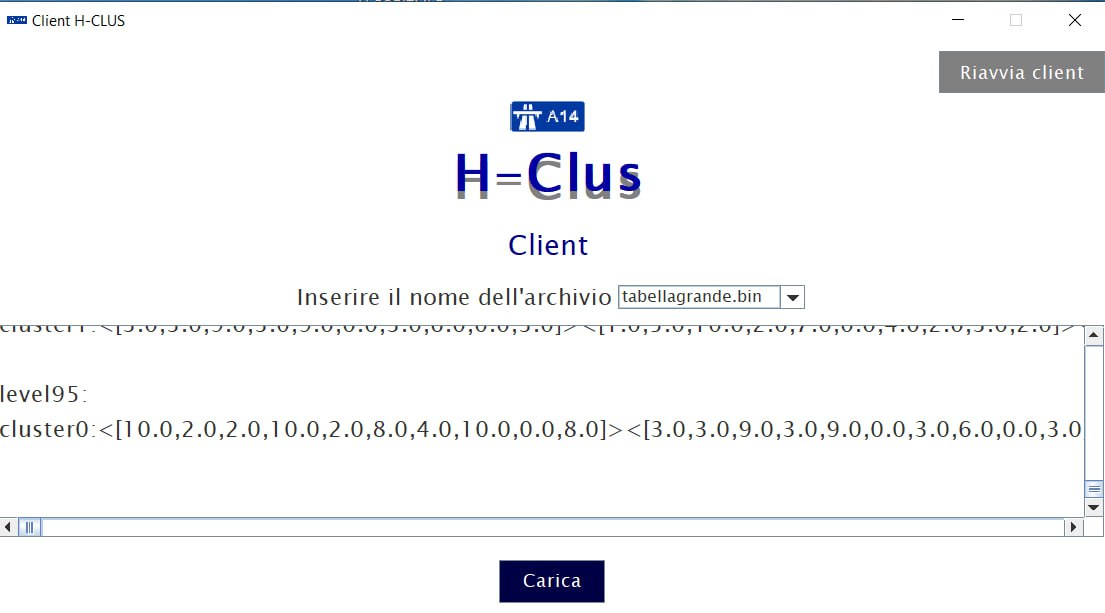 Client H-CLUS
Riavvia client
A14
H=Clus
Client
Inserire il nome dell'archivio tabellagrande.bin
level95:
cluster0:<[10.0,2.0,2.0,10.0,2.0,8.0,4.0,10.0,0.0,8.0]><[3.0,3.0,9.0,3.0,9.0,0.0,3.0,6.0,0.0,3.0
Carica